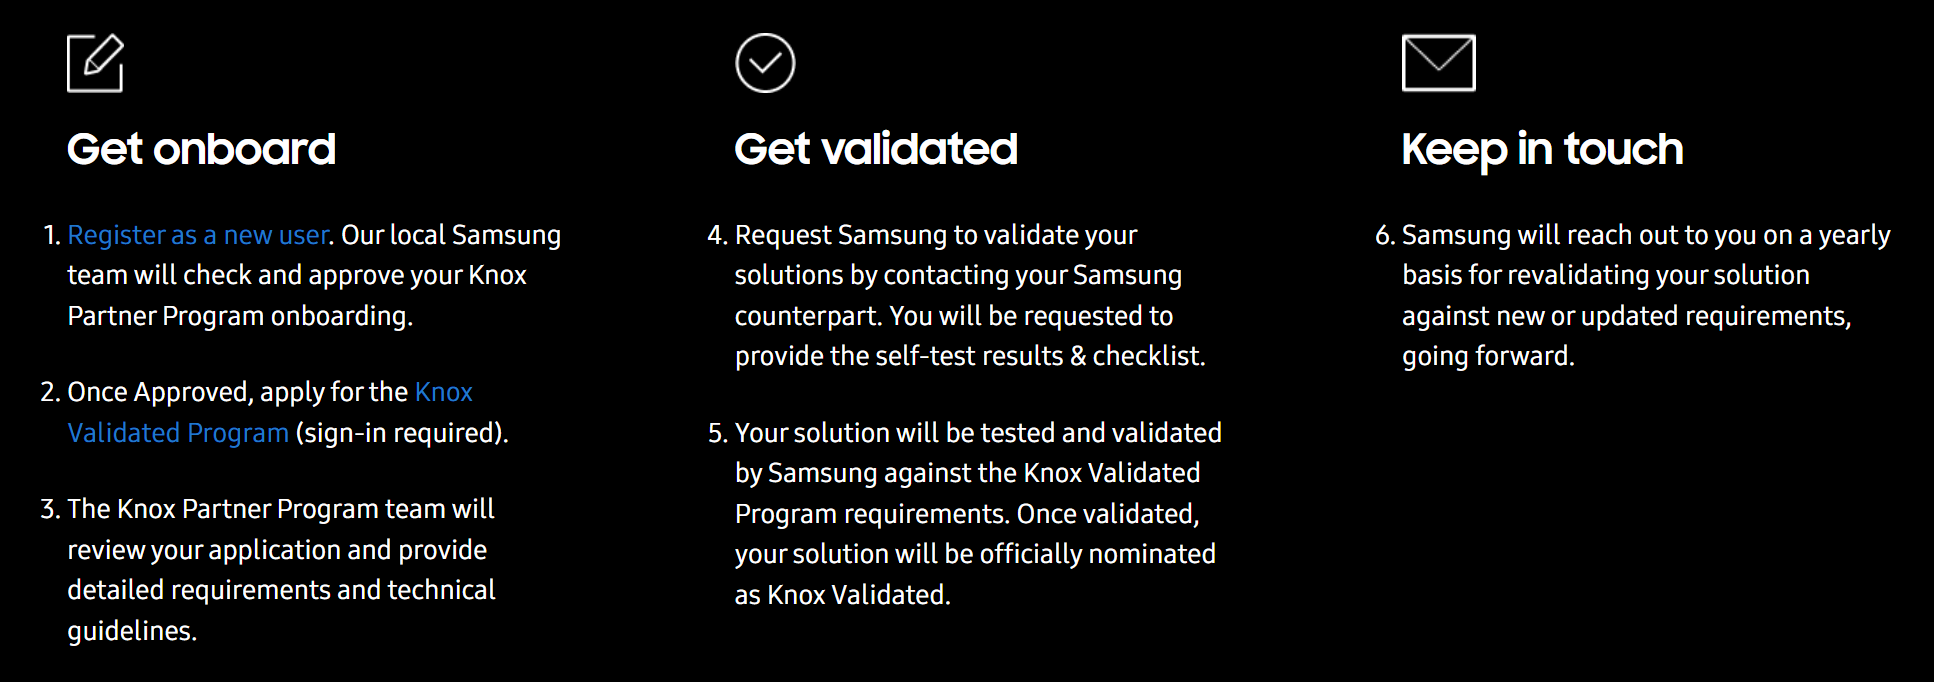 Get onboard
1. Register as a new user. Our local Samsung
team will check and approve your Knox
Partner Program onboarding.
2. Once Approved, apply for the Knox
Validated Program (sign-in required).
3. The Knox Partner Program team will
review your application and provide
detailed requirements and technical
guidelines.
Get validated
4. Request Samsung to validate your
solutions by contacting your Samsung
counterpart. You will be requested to
provide the self-test results & checklist.
5. Your solution will be tested and validated
by Samsung against the Knox Validated
Program requirements. Once validated,
your solution will be officially nominated
as Knox Validated.
Keep in touch
6. Samsung will reach out to you on a yearly
basis for revalidating your solution
against new or updated requirements,
going forward.